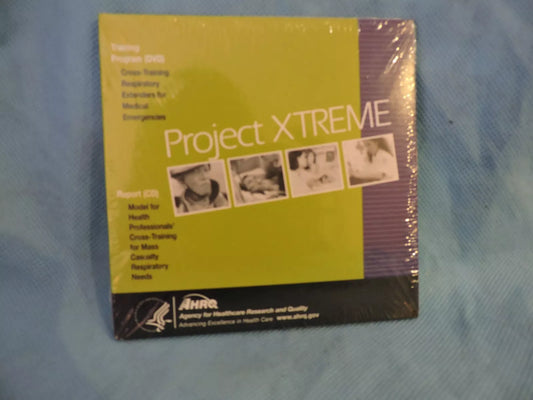 Training
Program (DVD)
Cross-Training
Respiratory
Extenders for
Medical
Emergencies
Project XTREME
Report (CD)
Model for
Health
Professionals'
Cross-Training
for Mass
Casualty
Respiratory
Needs
AHRQ
Agency for Healthcare Research and Quality
Advancing Excellence in Health Care www.ahrq.gov